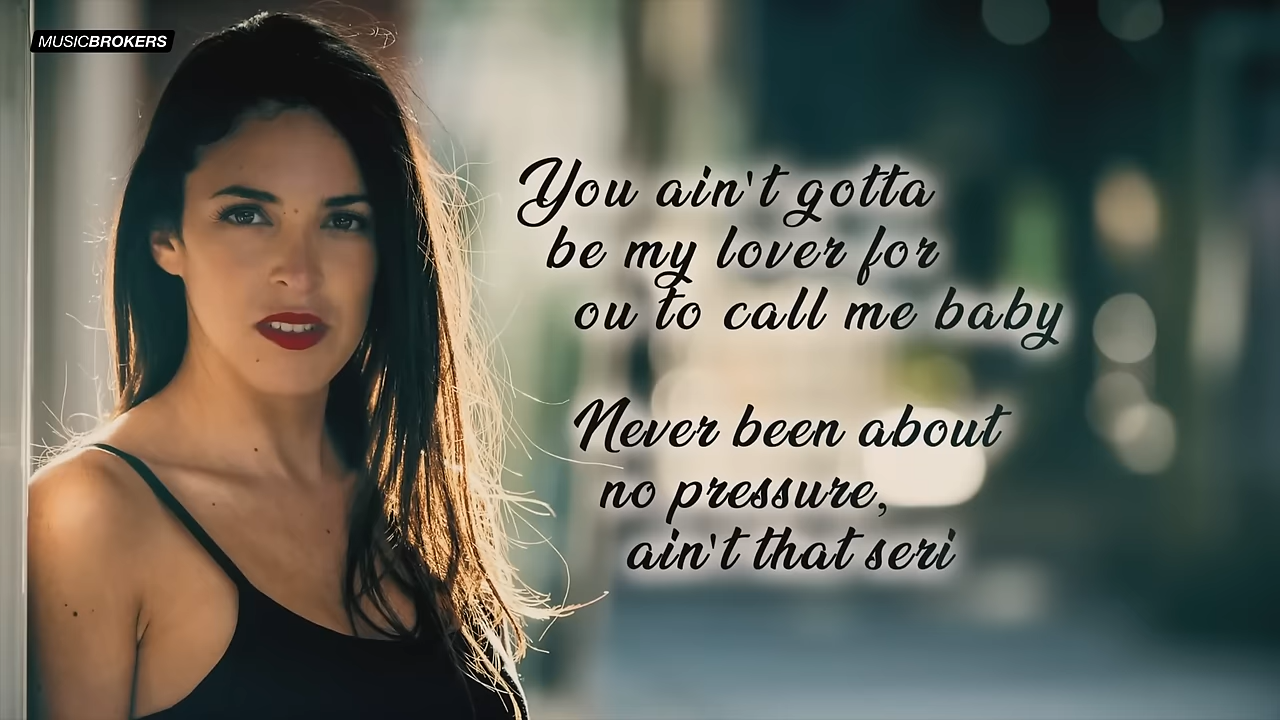 MUSICBROKERS
You ain't gotta
be my lover for
ou to call me baby
Never been about
no pressure,
ain't that seri